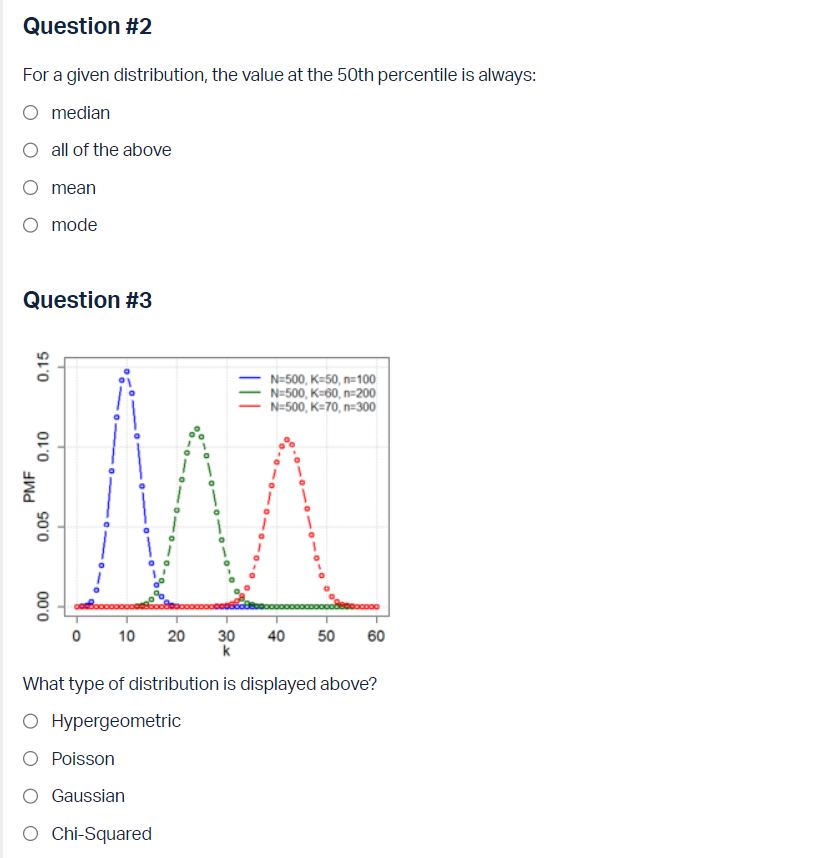 Question #2
For a given distribution, the value at the 50th percentile is always:
median
all of the above
mean
mode
Question #3
0.15
0.10
0.05
0.00
PMF
N=500, K=50, n=100
N=500, K=60, n=200
N=500, K=70, n=300
0 10 20 30 40 50 60
k
What type of distribution is displayed above?
Hypergeometric
Poisson
Gaussian
Chi-Squared